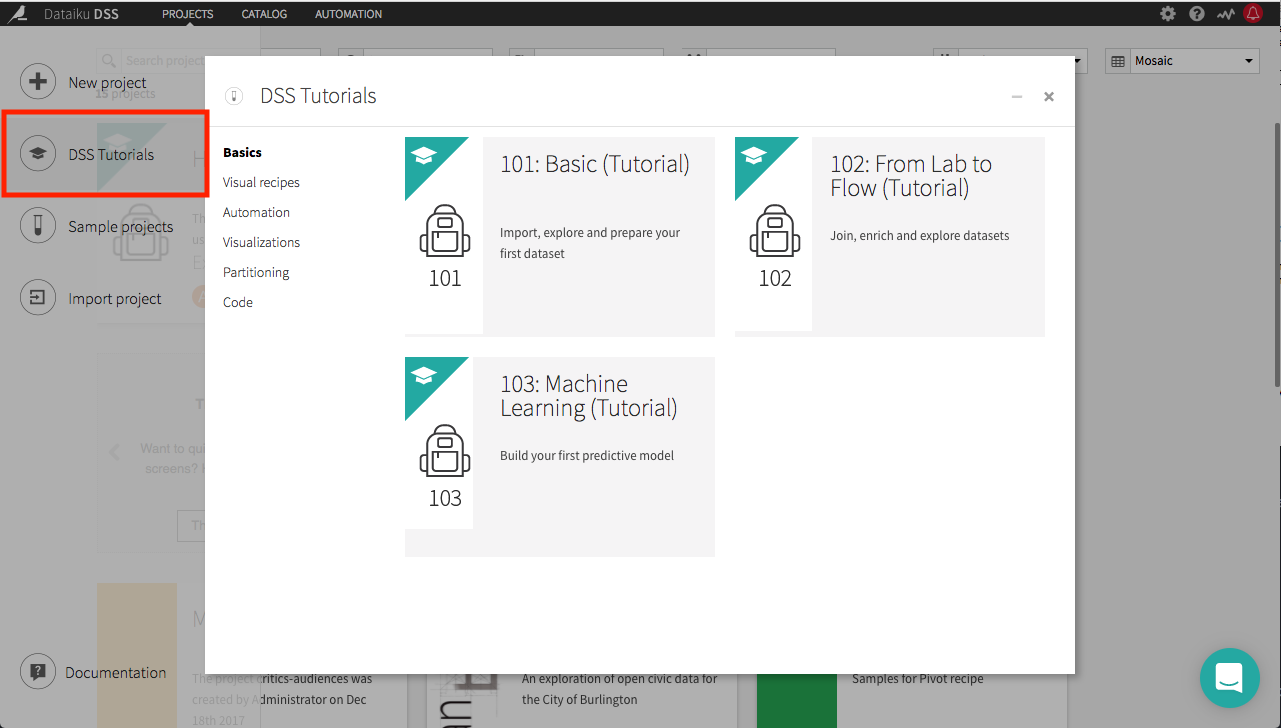 Dataiku DSS PROJECTS CATALOG AUTOMATION
Search project
Mosaic
New project
15 projects
DSS Tutorials
Sample projects
Import project
Documentation
DSS Tutorials
Basics
Visual recipes
Automation
Visualizations
Partitioning
Code
101: Basic (Tutorial)
Import, explore and prepare your
first dataset
101
102: From Lab to
Flow (Tutorial)
Join, enrich and explore datasets
102
103: Machine
Learning (Tutorial)
Build your first predictive model
103
Want to qui
screens?
The project critics-audiences was
created by Administrator on Dec
18th 2017
An exploration of open civic data for
the City of Burlington
Samples for Pivot recipe